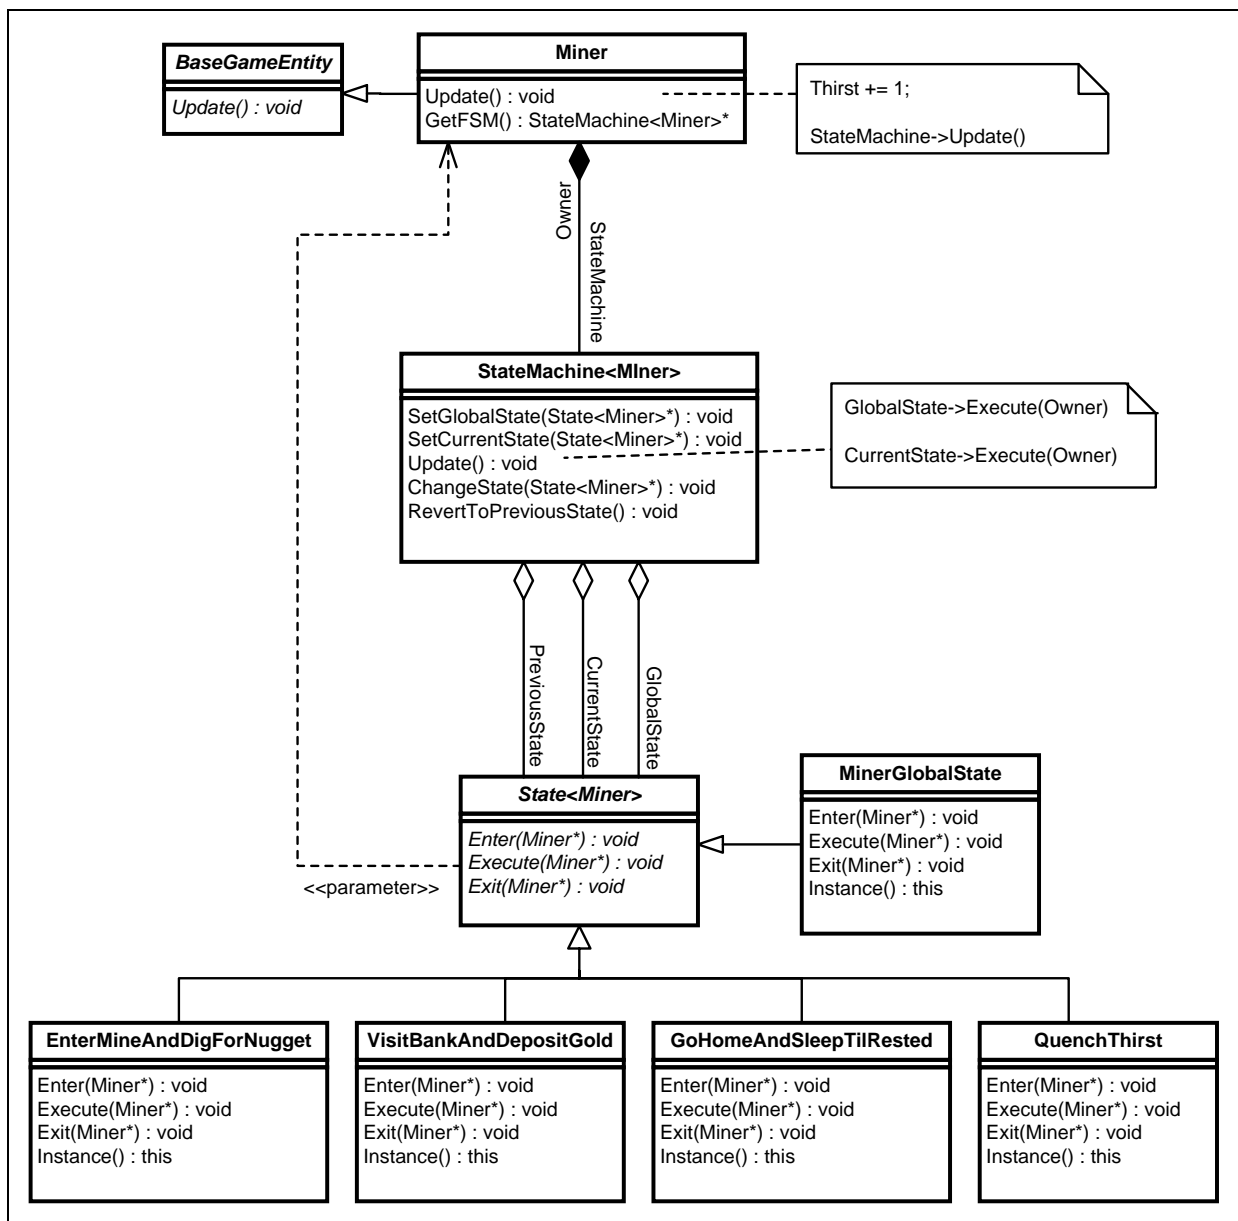 BaseGameEntity
Update() : void
Miner
Update() : void
GetFSM() : StateMachine<Miner>*
Thirst += 1;
StateMachine->Update()
Owner
StateMachine
StateMachine<MIner>
SetGlobalState(State<Miner>*) : void
SetCurrentState(State<Miner>*) : void
Update() : void
ChangeState(State<Miner>*) : void
RevertToPreviousState() : void
GlobalState->Execute(Owner)
CurrentState->Execute(Owner)
PreviousState
CurrentState
GlobalState
State<Miner>
Enter(Miner*) : void
Execute(Miner*) : void
Exit(Miner*) : void
<<parameter>>
MinerGlobalState
Enter(Miner*) : void
Execute(Miner*) : void
Exit(Miner*) : void
Instance() : this
EnterMineAndDigForNugget
Enter(Miner*) : void
Execute(Miner*) : void
Exit(Miner*) : void
Instance() : this
VisitBankAndDepositGold
Enter(Miner*) : void
Execute(Miner*) : void
Exit(Miner*) : void
Instance() : this
GoHomeAndSleepTilRested
Enter(Miner*) : void
Execute(Miner*) : void
Exit(Miner*) : void
Instance() : this
QuenchThirst
Enter(Miner*) : void
Execute(Miner*) : void
Exit(Miner*) : void
Instance() : this